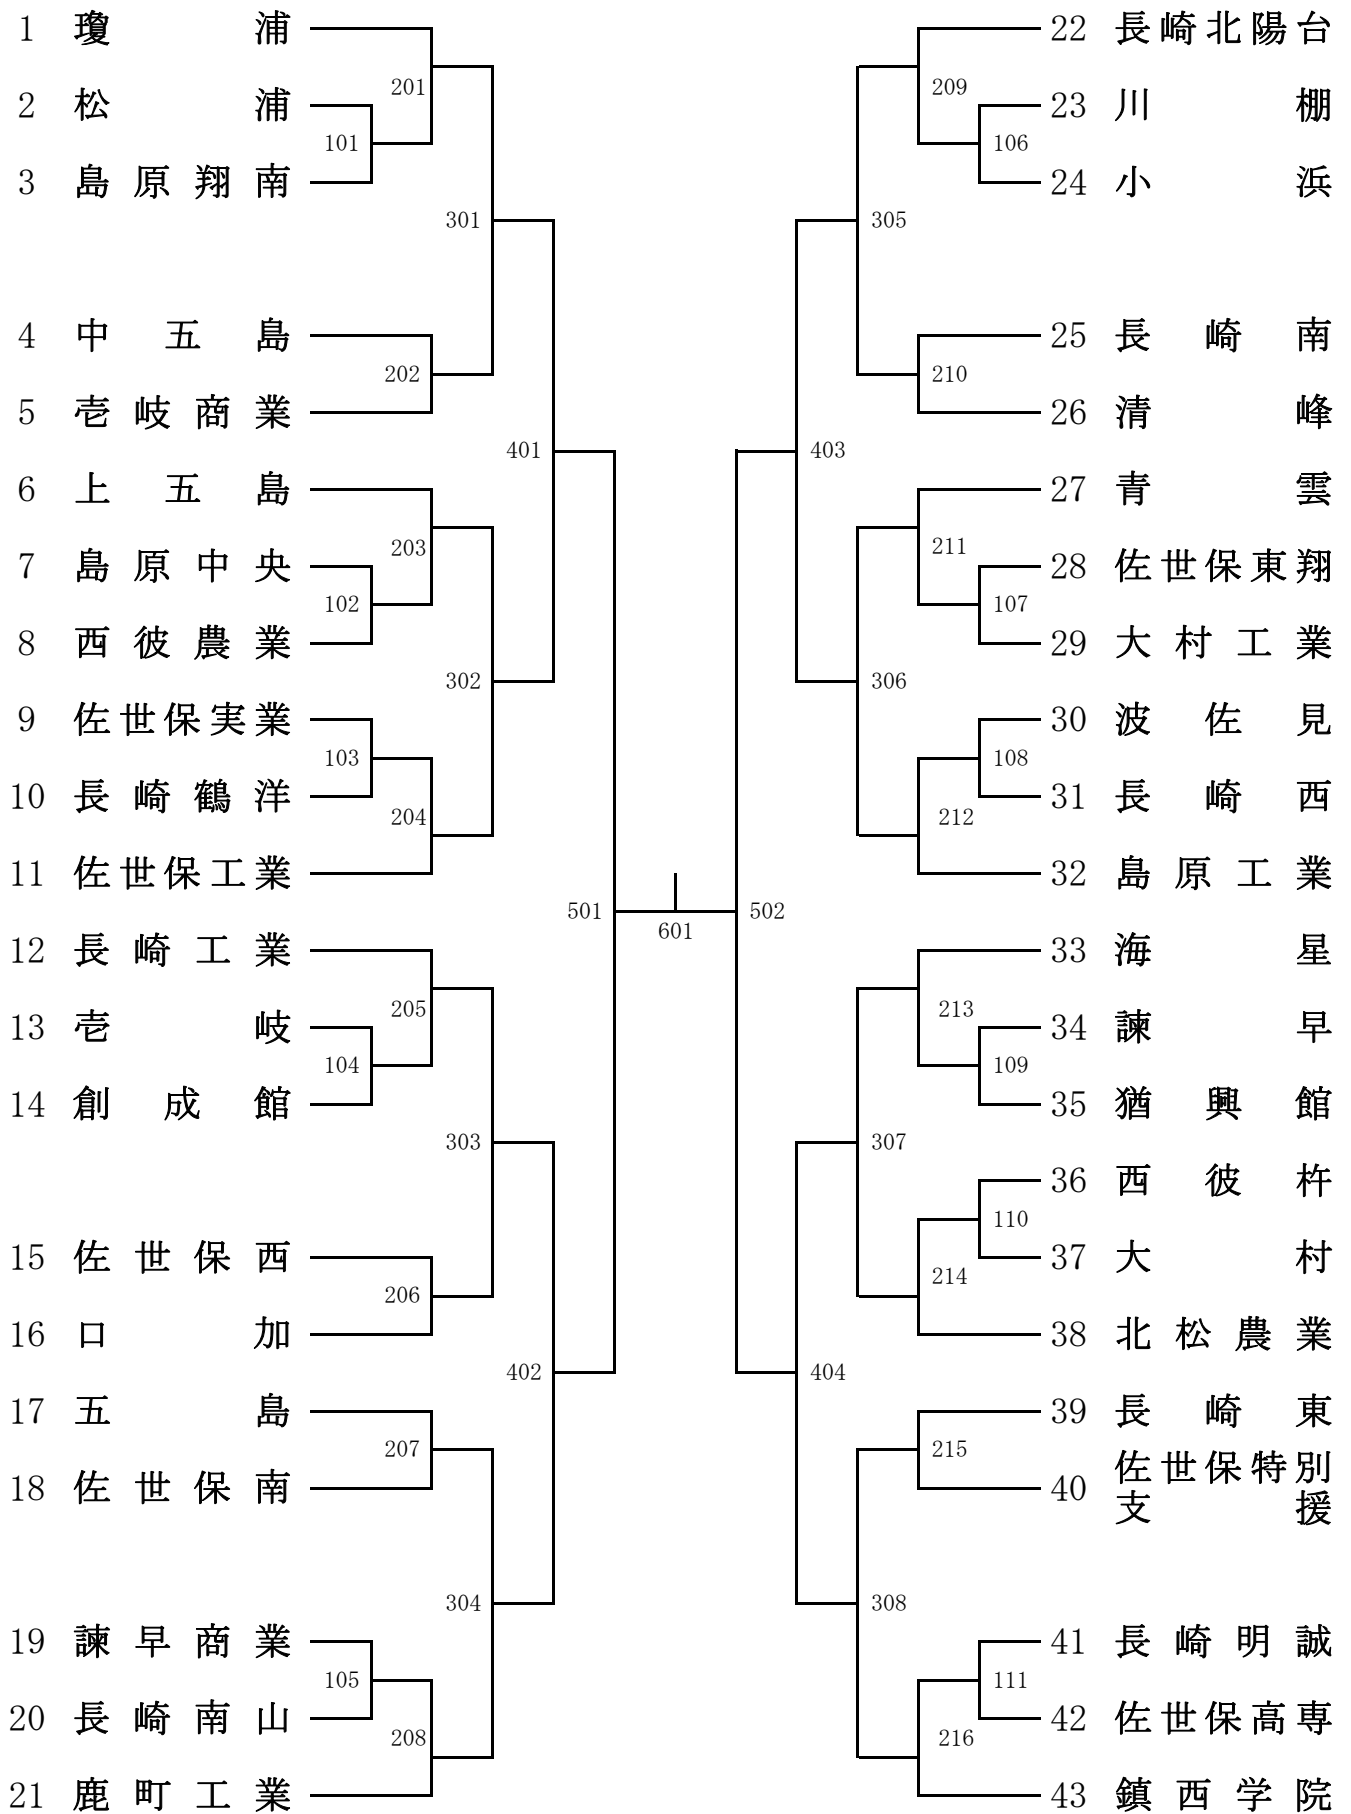 1 瓊浦
201
2 松浦
101
3 島原翔南
301
4 中五島
202
5 壱岐商業
401
6 上五島
203
7 島原中央
102
8 西彼農業
302
9 佐世保実業
103
10 長崎鶴洋
204
11 佐世保工業
501
601
12 長崎工業
205
13 壱岐
104
14 創成館
303
15 佐世保西
206
16 口加
402
17 五島
207
18 佐世保南
304
19 諫早商業
105
20 長崎南山
208
21 鹿町工業
22 長崎北陽台
209
23 川棚
106
24 小浜
305
25 長崎南
210
26 清峰
403
27 青雲
211
28 佐世保東翔
107
29 大村工業
306
30 波佐見
108
31 長崎西
212
32 島原工業
502
33 海星
213
34 諫早
109
35 猶興館
307
36 西彼杵
110
37 大村
214
38 北松農業
404
39 長崎東
215
40 佐世保特別
支援
308
41 長崎明誠
111
42 佐世保高専
216
43 鎮西学院